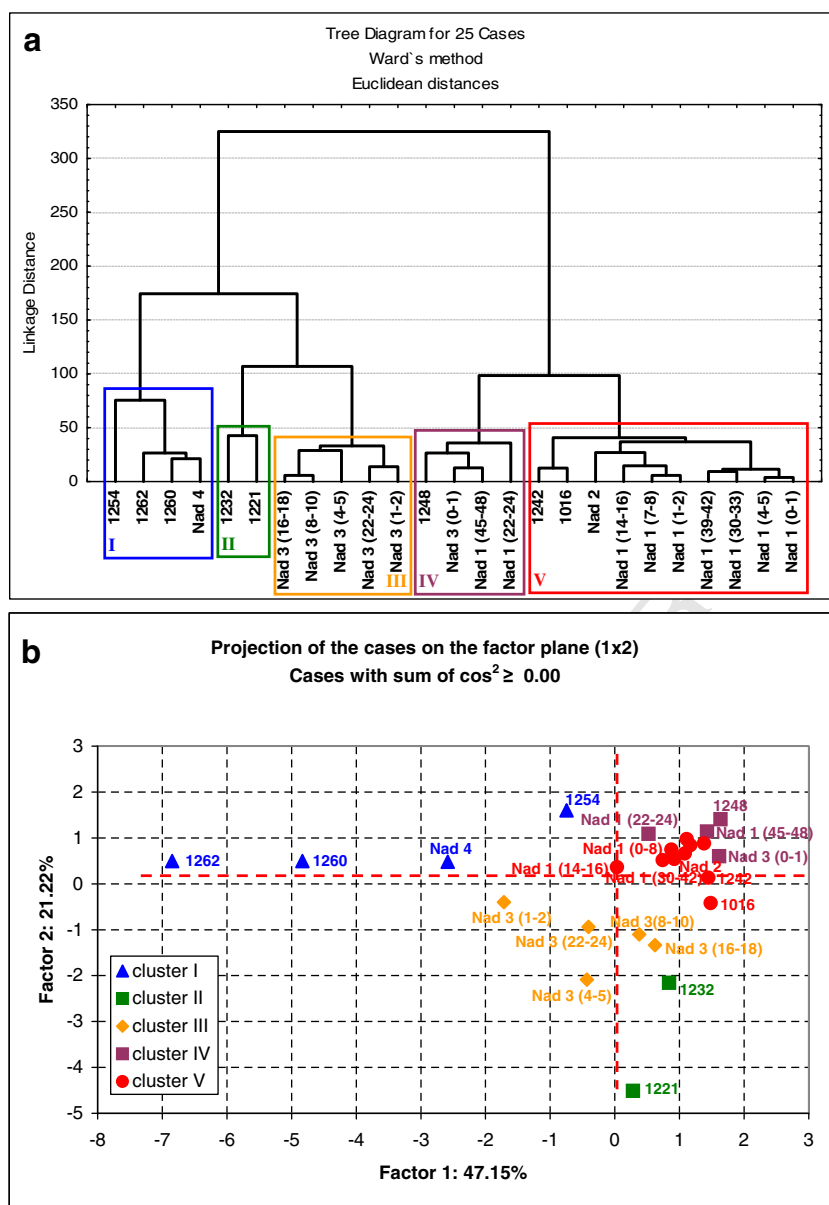 a
Tree Diagram for 25 Cases
Ward`s method
Euclidean distances
350
300
250
200
150
100
50
0
Linkage Distance
1254
1262
1260
Nad 4
1232
1221
Nad 3 (16-18)
Nad 3 (8-10)
Nad 3 (4-5)
Nad 3 (22-24)
Nad 3 (1-2)
1248
Nad 3 (0-1)
Nad 1 (45-48)
Nad 1 (22-24)
1242
1016
Nad 2
Nad 1 (14-16)
Nad 1 (7-8)
Nad 1 (1-2)
Nad 1 (39-42)
Nad 1 (30-33)
Nad 1 (4-5)
Nad 1 (0-1)
I
II
III
IV
V
b
Projection of the cases on the factor plane (1x2)
Cases with sum of cos² ≥ 0.00
3
2
1
0
-1
-2
-3
-4
-5
Factor 2: 21.22%
1254
1248
Nad 1 (22-24)
Nad 1 (45-48)
Nad 4
1262
1260
Nad 1 (0-8)
Nad 3 (0-1)
Nad 2
Nad 1 (14-16)
Nad 1 (30-42)
1242
1016
Nad 3 (1-2)
Nad 3(8-10)
Nad 3 (22-24)
Nad 3 (16-18)
Nad 3 (4-5)
1232
1221
cluster I
cluster II
cluster III
cluster IV
cluster V
-8 -7 -6 -5 -4 -3 -2 -1 0 1 2 3
Factor 1: 47.15%